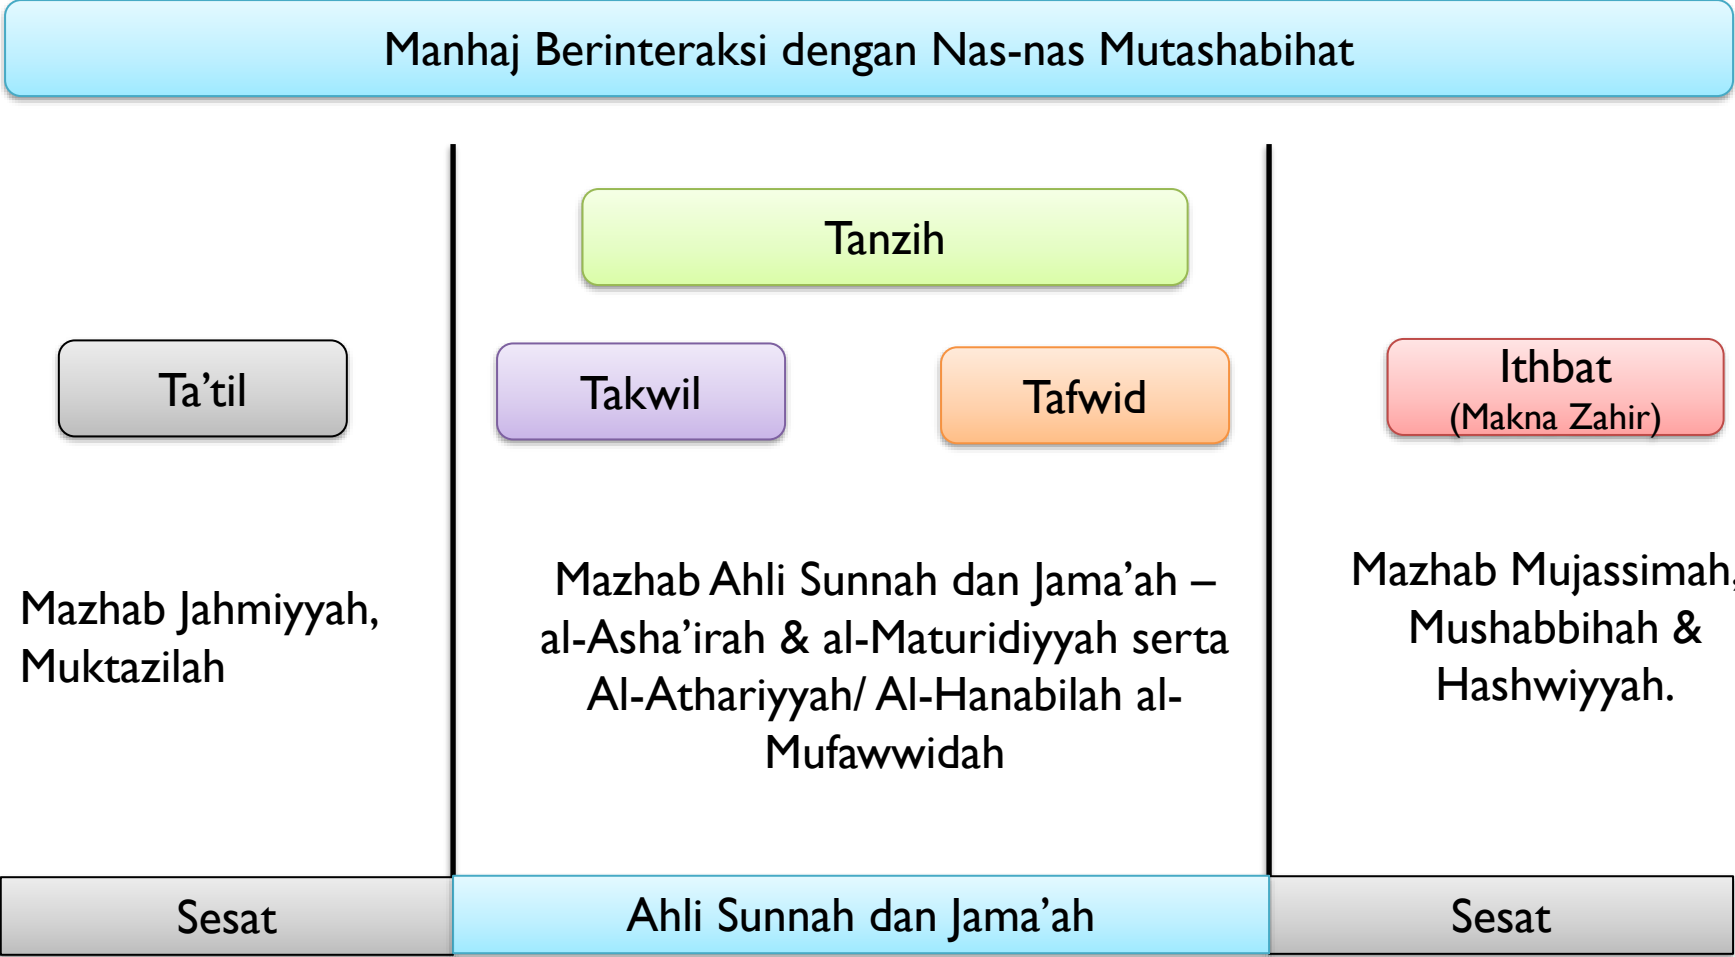 Manhaj Berinteraksi dengan Nas-nas Mutashabihat
Tanzih
Ta’til
Takwil
Tafwid
Ithbat
(Makna Zahir)
Mazhab Jahmiyyah,
Muktazilah
Mazhab Ahli Sunnah dan Jama’ah –
al-Asha’irah & al-Maturidiyyah serta
Al-Athariyyah/ Al-Hanabilah al-
Mufawwidah
Mazhab Mujassimah,
Mushabbihah &
Hashwiyyah.
Sesat
Ahli Sunnah dan Jama’ah
Sesat